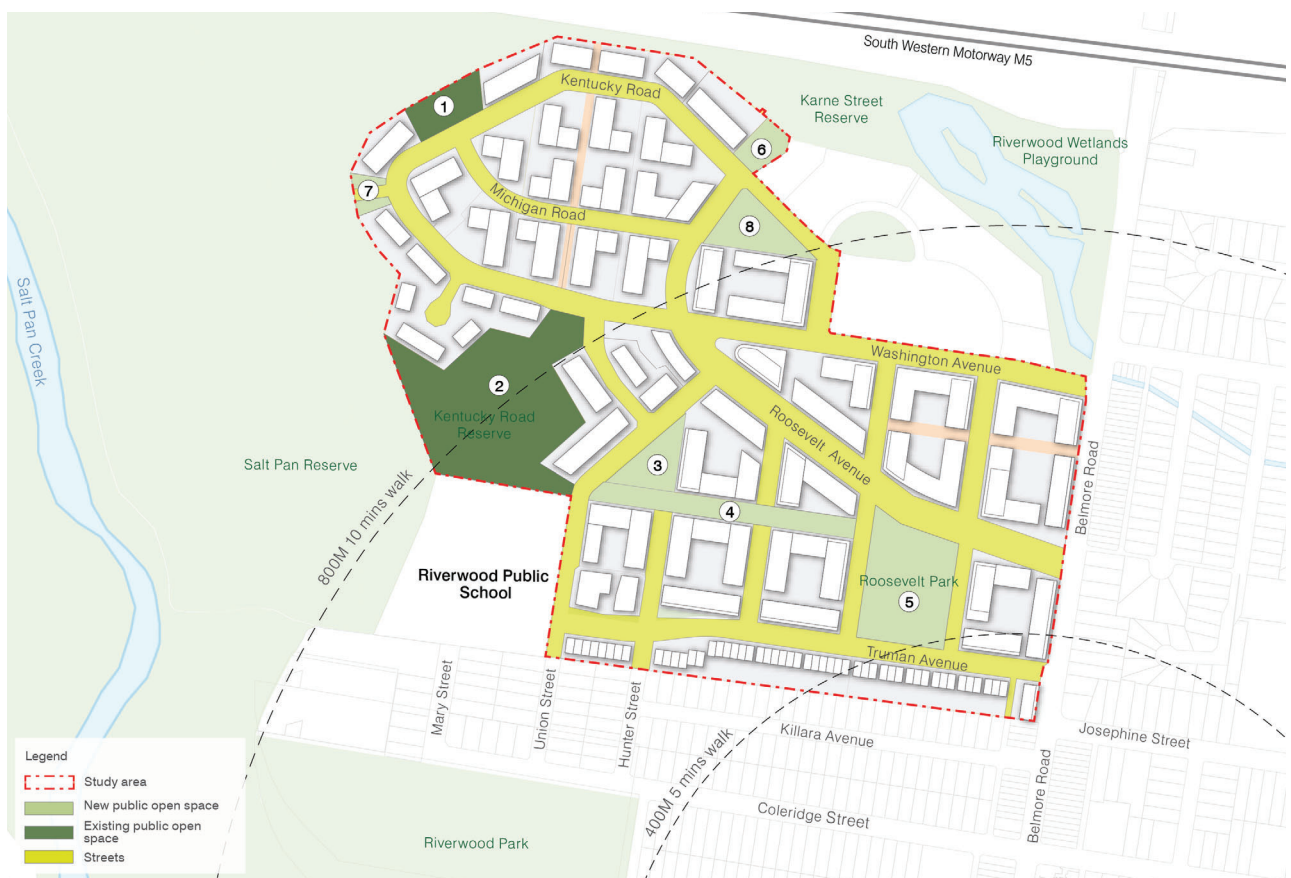 South Western Motorway M5
Kentucky Road
1
Karne Street
Reserve
Riverwood Wetlands
Playground
6
7
Michigan Road
8
Salt Pan Creek
Washington Avenue
2
Kentucky Road
Reserve
Roosevelt Avenue
Salt Pan Reserve
3
Belmore Road
4
800M 10 mins walk
Riverwood Public
School
Roosevelt Park
5
Truman Avenue
Mary Street
Union Street
Hunter Street
Killara Avenue
Josephine Street
400M 5 mins walk
Coleridge Street
Belmore Road
Riverwood Park
Legend
Study area
New public open space
Existing public open
space
Streets